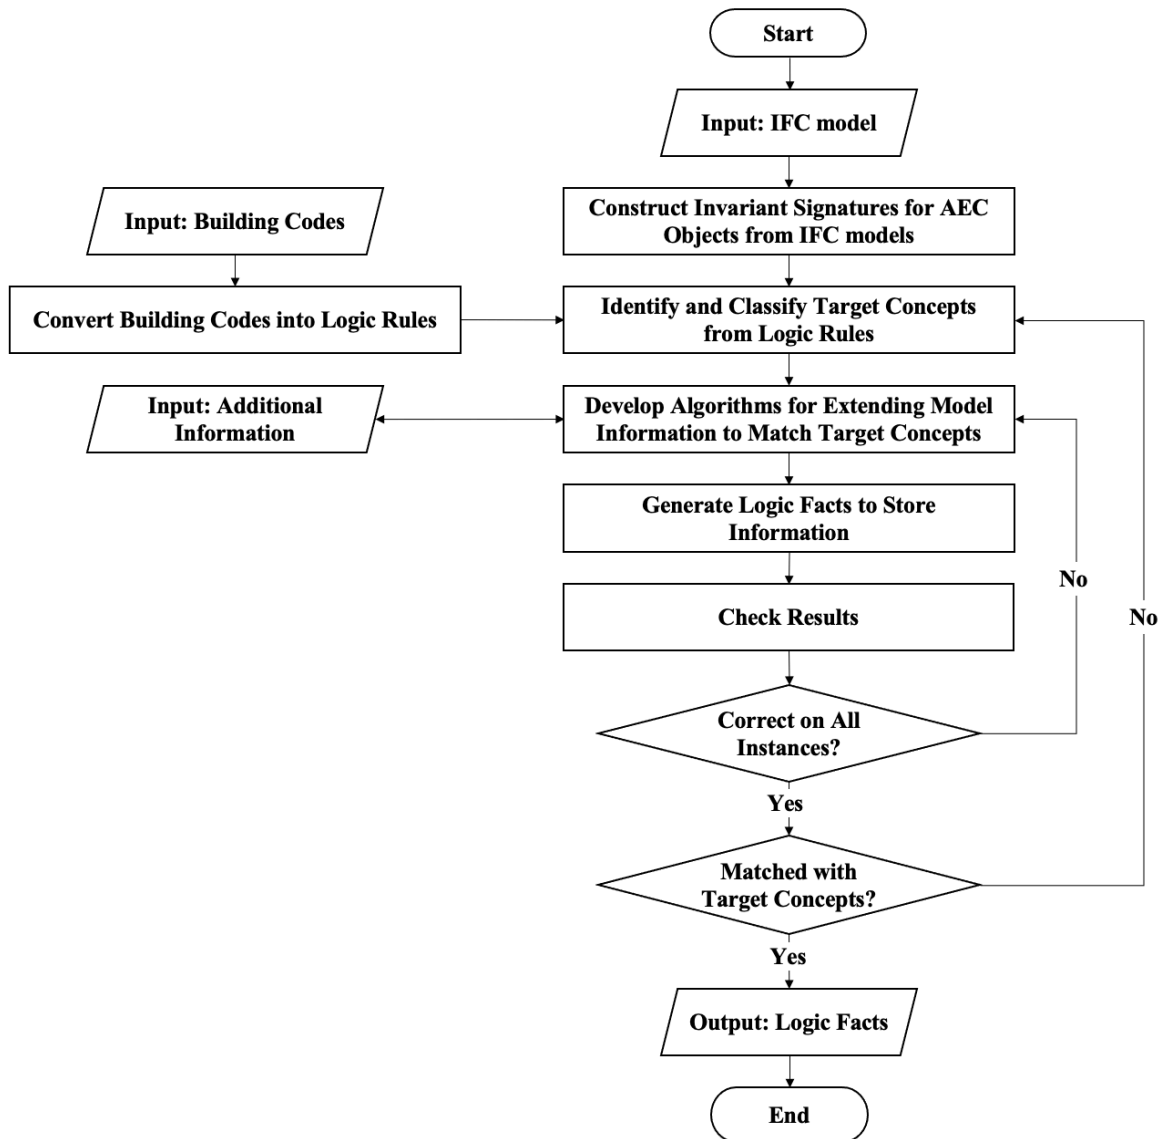 Start
Input: IFC model
Input: Building Codes
Construct Invariant Signatures for AEC
Objects from IFC models
Convert Building Codes into Logic Rules
Identify and Classify Target Concepts
from Logic Rules
Input: Additional
Information
Develop Algorithms for Extending Model
Information to Match Target Concepts
Generate Logic Facts to Store
Information
No
Check Results
No
Correct on All
Instances?
Yes
Matched with
Target Concepts?
Yes
Output: Logic Facts
End